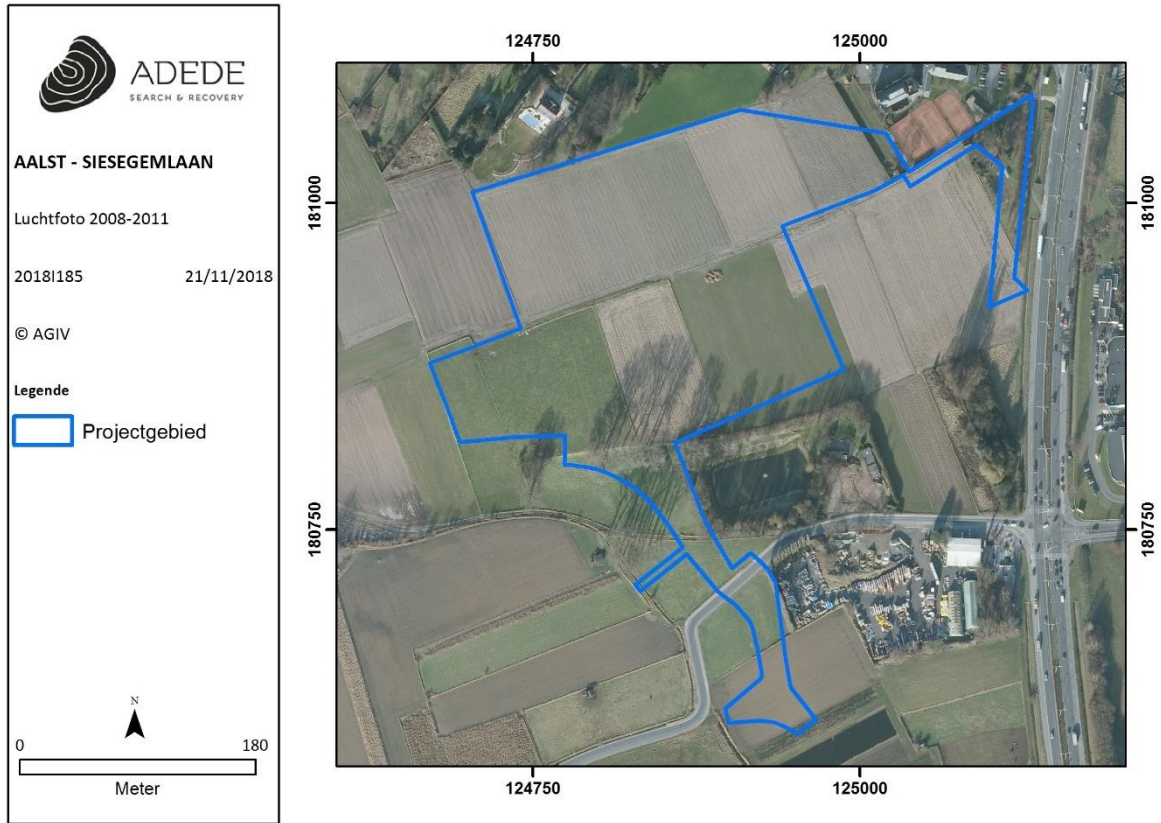 ADEDE
SEARCH & RECOVERY
AALST - SIESEGEMLAAN
Luchtfoto 2008-2011
2018I185 21/11/2018
© AGIV
Legende
Projectgebied
N
0 180
Meter
124750 125000
181000 181000
180750 180750
124750 125000